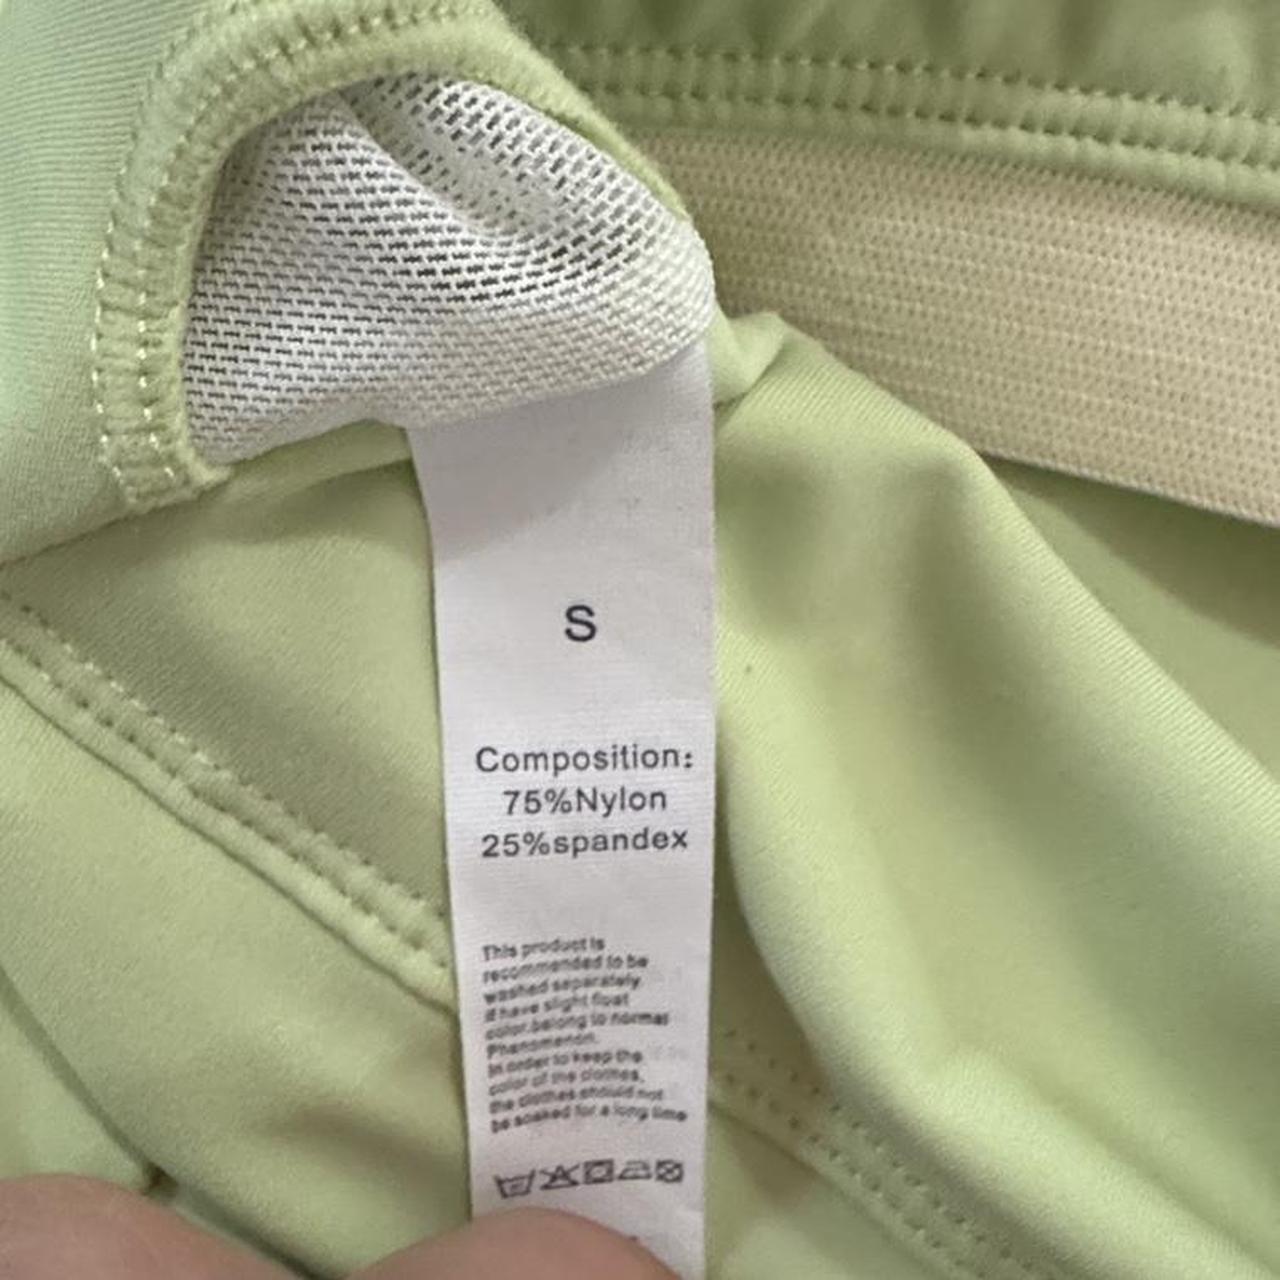 S
Composition:
75%Nylon
25%spandex
This product is
recommended to be
washed separately.
if have slight float
color.belong to normal
Phenomenon.
In order to keep the
color of the clothes,
the clothes should not
be soaked for a long time